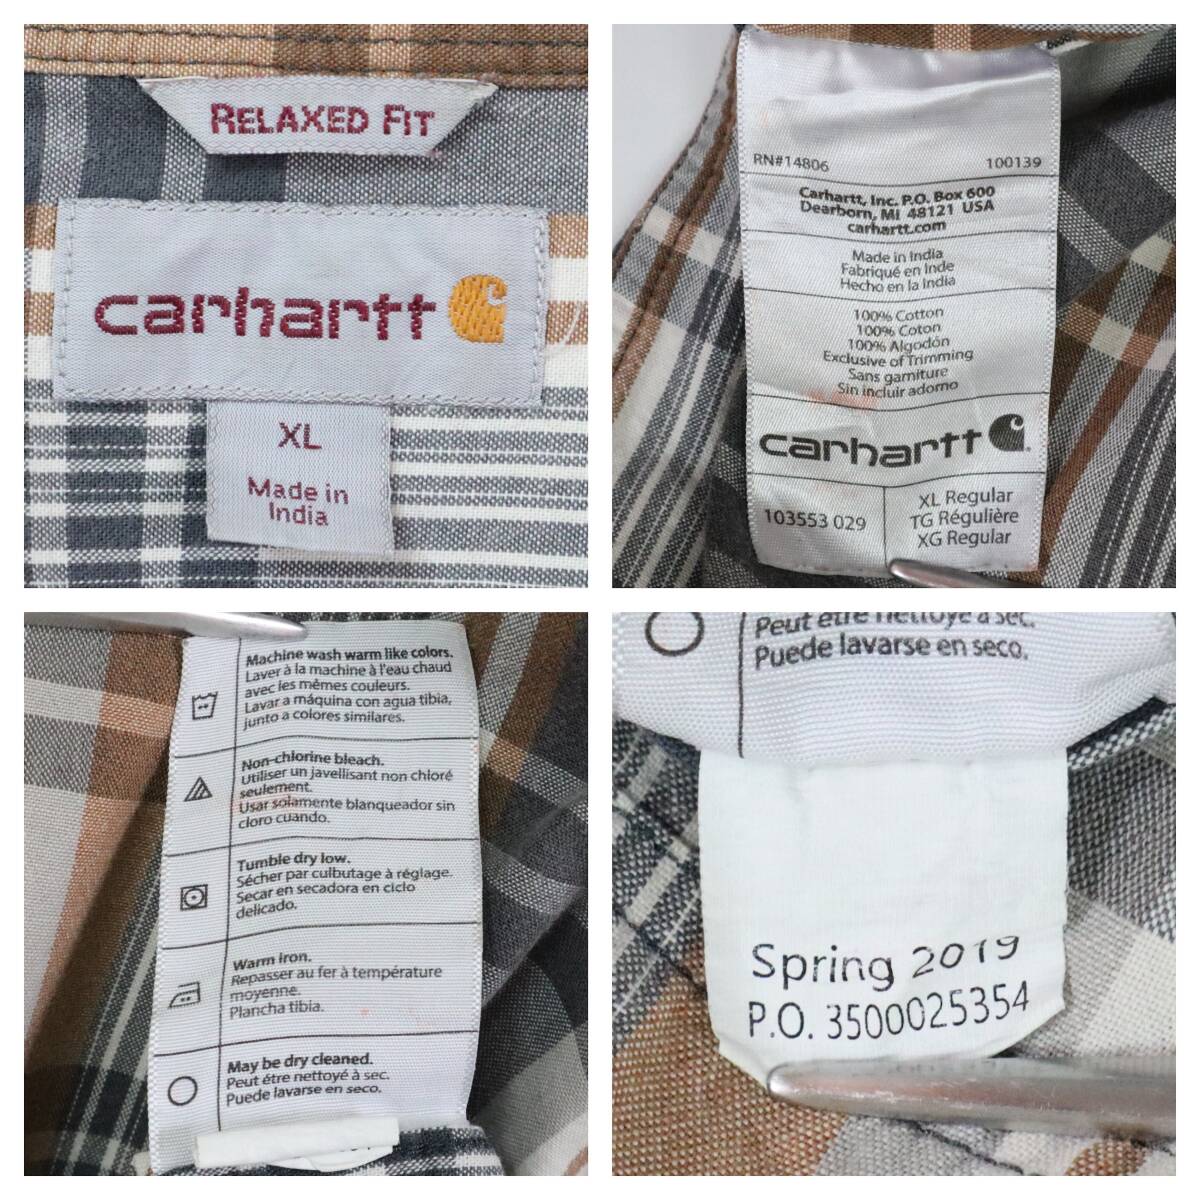 RELAXED FIT
carhartt
XL
Made in
India
RN#14806 100139
Carhartt, Inc. P.O. Box 600
Dearborn, MI 48121 USA
carhartt.com
Made in India
Fabriqué en Inde
Hecho en la India
100% Cotton
100% Coton
100% Algodón
Exclusive of Trimming
Sans garniture
Sin incluir adorno
carhartt
103553 029
XL Regular
TG Régulière
XG Regular
Machine wash warm like colors.
Laver à la machine à l'eau chaud
avec les mêmes couleurs.
Lavar a máquina con agua tibia,
junto a colores similares.
Non-chlorine bleach.
Utiliser un javellisant non chloré
seulement.
Usar solamente blanqueador sin
cloro cuando.
Tumble dry low.
Sécher par culbutage à réglage.
Secar en secadora en ciclo
delicado.
Warm iron.
Repasser au fer à température
moyenne.
Plancha tibia.
May be dry cleaned.
Peut être nettoyé à sec.
Puede lavarse en seco.
Peut être nettoyé à sec.
Puede lavarse en seco.
Spring 2019
P.O. 3500025354